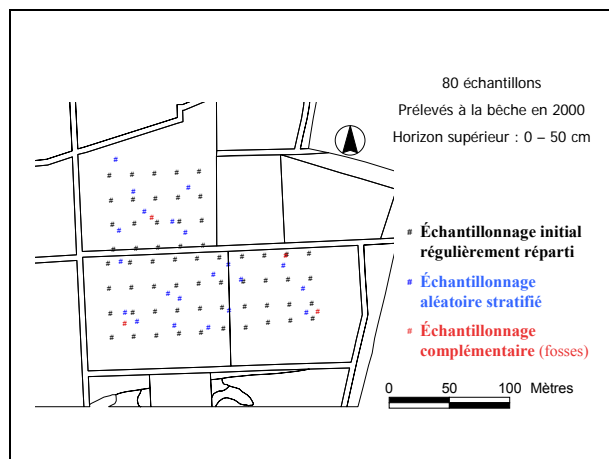 80 échantillons
Prélevés à la bêche en 2000
Horizon supérieur : 0 – 50 cm
# Échantillonnage initial
régulièrement réparti
# Échantillonnage
aléatoire stratifié
# Échantillonnage
complémentaire (fosses)
0 50 100 Mètres